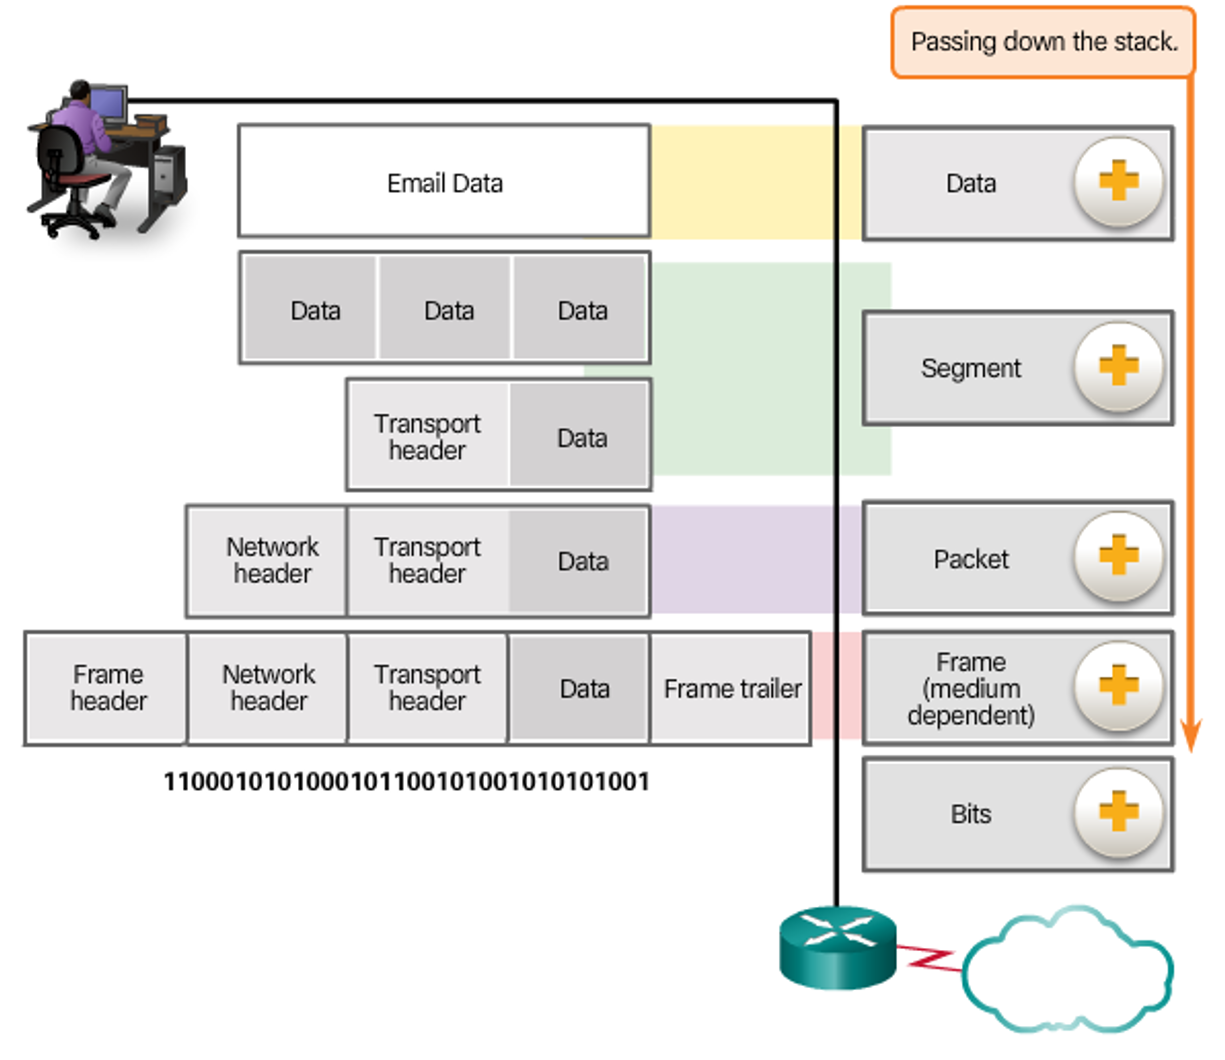 Passing down the stack.
Email Data
Data
Data
Data
Data
Segment
Transport
header
Data
Network
header
Transport
header
Data
Packet
Frame
header
Network
header
Transport
header
Data
Frame trailer
Frame
(medium
dependent)
1100010101000101100101001010101001
Bits